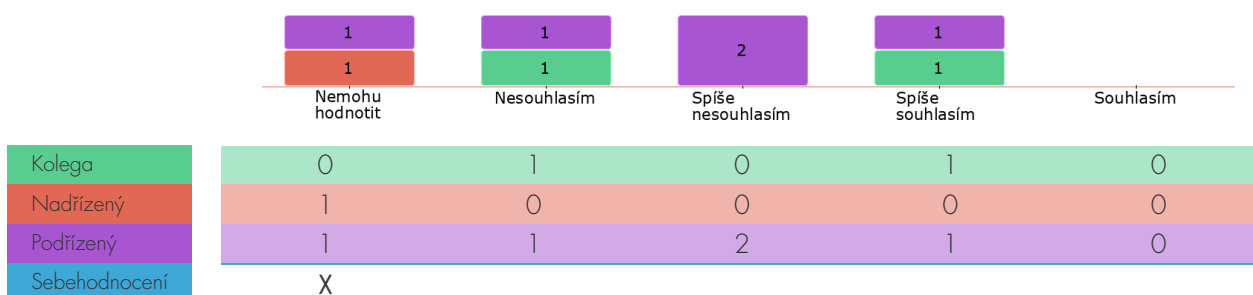 1 1 2 1
1 1 1
Nemohu hodnotit Nesouhlasím Spíše nesouhlasím Spíše souhlasím Souhlasím
Kolega 0 1 0 1 0
Nadřízený 1 0 0 0 0
Podřízený 1 1 2 1 0
Sebehodnocení X